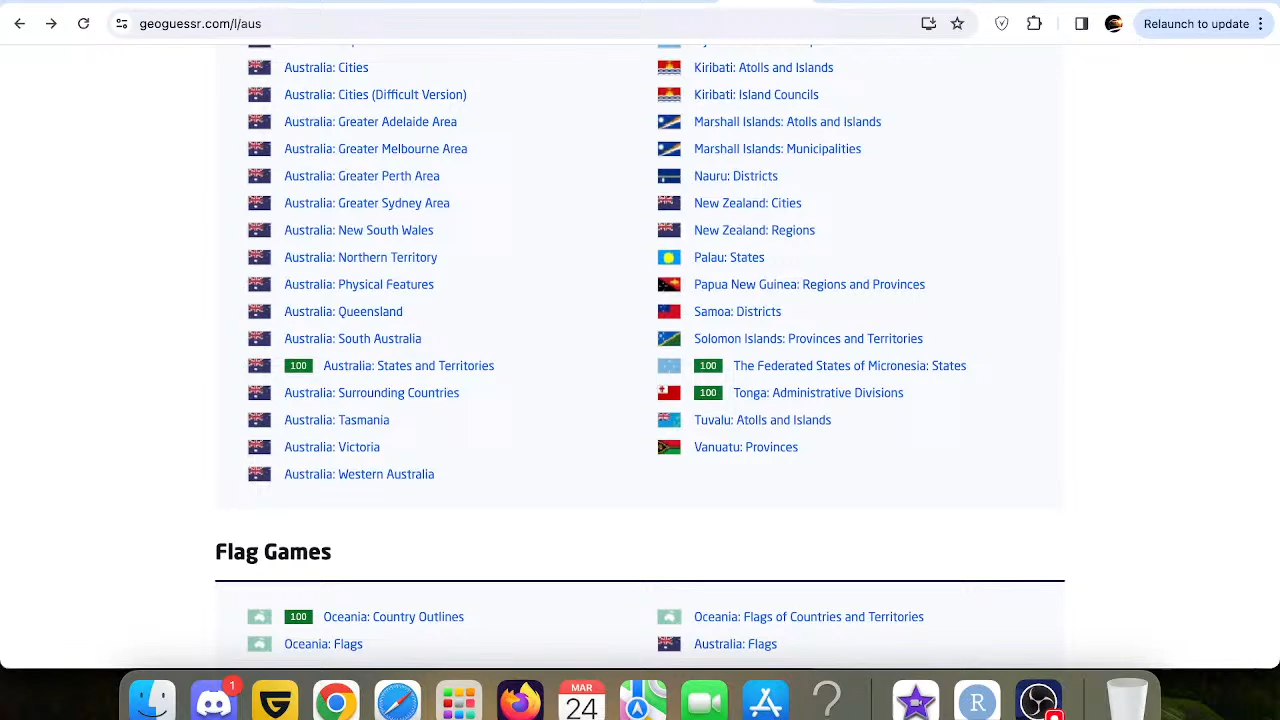 geoguessr.com/l/aus
Relaunch to update
Australia: Cities
Australia: Cities (Difficult Version)
Australia: Greater Adelaide Area
Australia: Greater Melbourne Area
Australia: Greater Perth Area
Australia: Greater Sydney Area
Australia: New South Wales
Australia: Northern Territory
Australia: Physical Features
Australia: Queensland
Australia: South Australia
100 Australia: States and Territories
Australia: Surrounding Countries
Australia: Tasmania
Australia: Victoria
Australia: Western Australia
Kiribati: Atolls and Islands
Kiribati: Island Councils
Marshall Islands: Atolls and Islands
Marshall Islands: Municipalities
Nauru: Districts
New Zealand: Cities
New Zealand: Regions
Palau: States
Papua New Guinea: Regions and Provinces
Samoa: Districts
Solomon Islands: Provinces and Territories
100 The Federated States of Micronesia: States
100 Tonga: Administrative Divisions
Tuvalu: Atolls and Islands
Vanuatu: Provinces
Flag Games
100 Oceania: Country Outlines
Oceania: Flags
Oceania: Flags of Countries and Territories
Australia: Flags
1
MAR
24
?
R